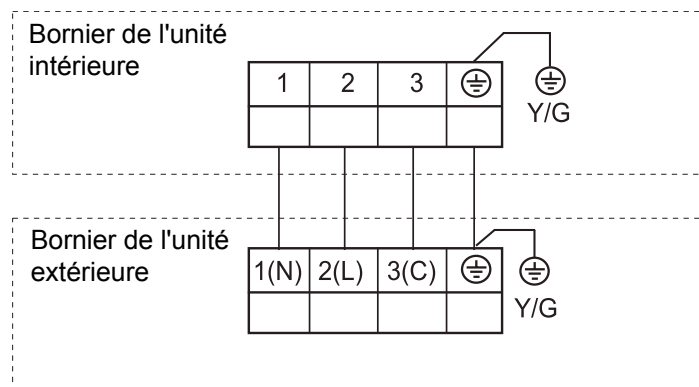 Bornier de l'unité
intérieure
1 2 3
Y/G
Bornier de l'unité
extérieure
1(N) 2(L) 3(C)
Y/G